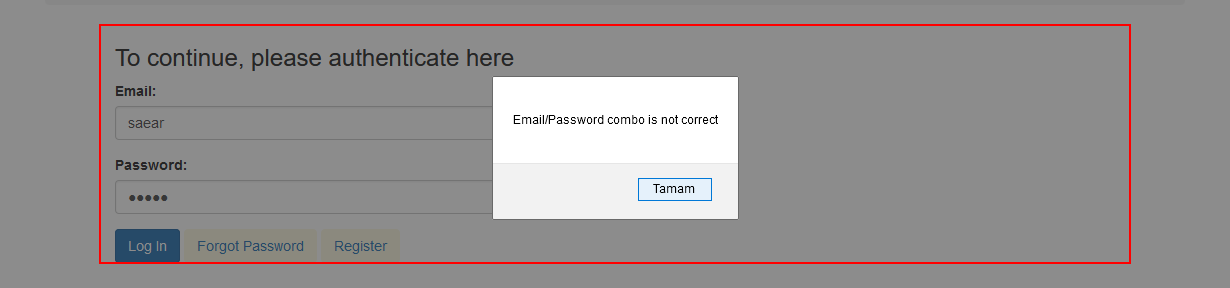 To continue, please authenticate here
Email:
saear
Email/Password combo is not correct
Password:
●●●●●
Tamam
Log In Forgot Password Register